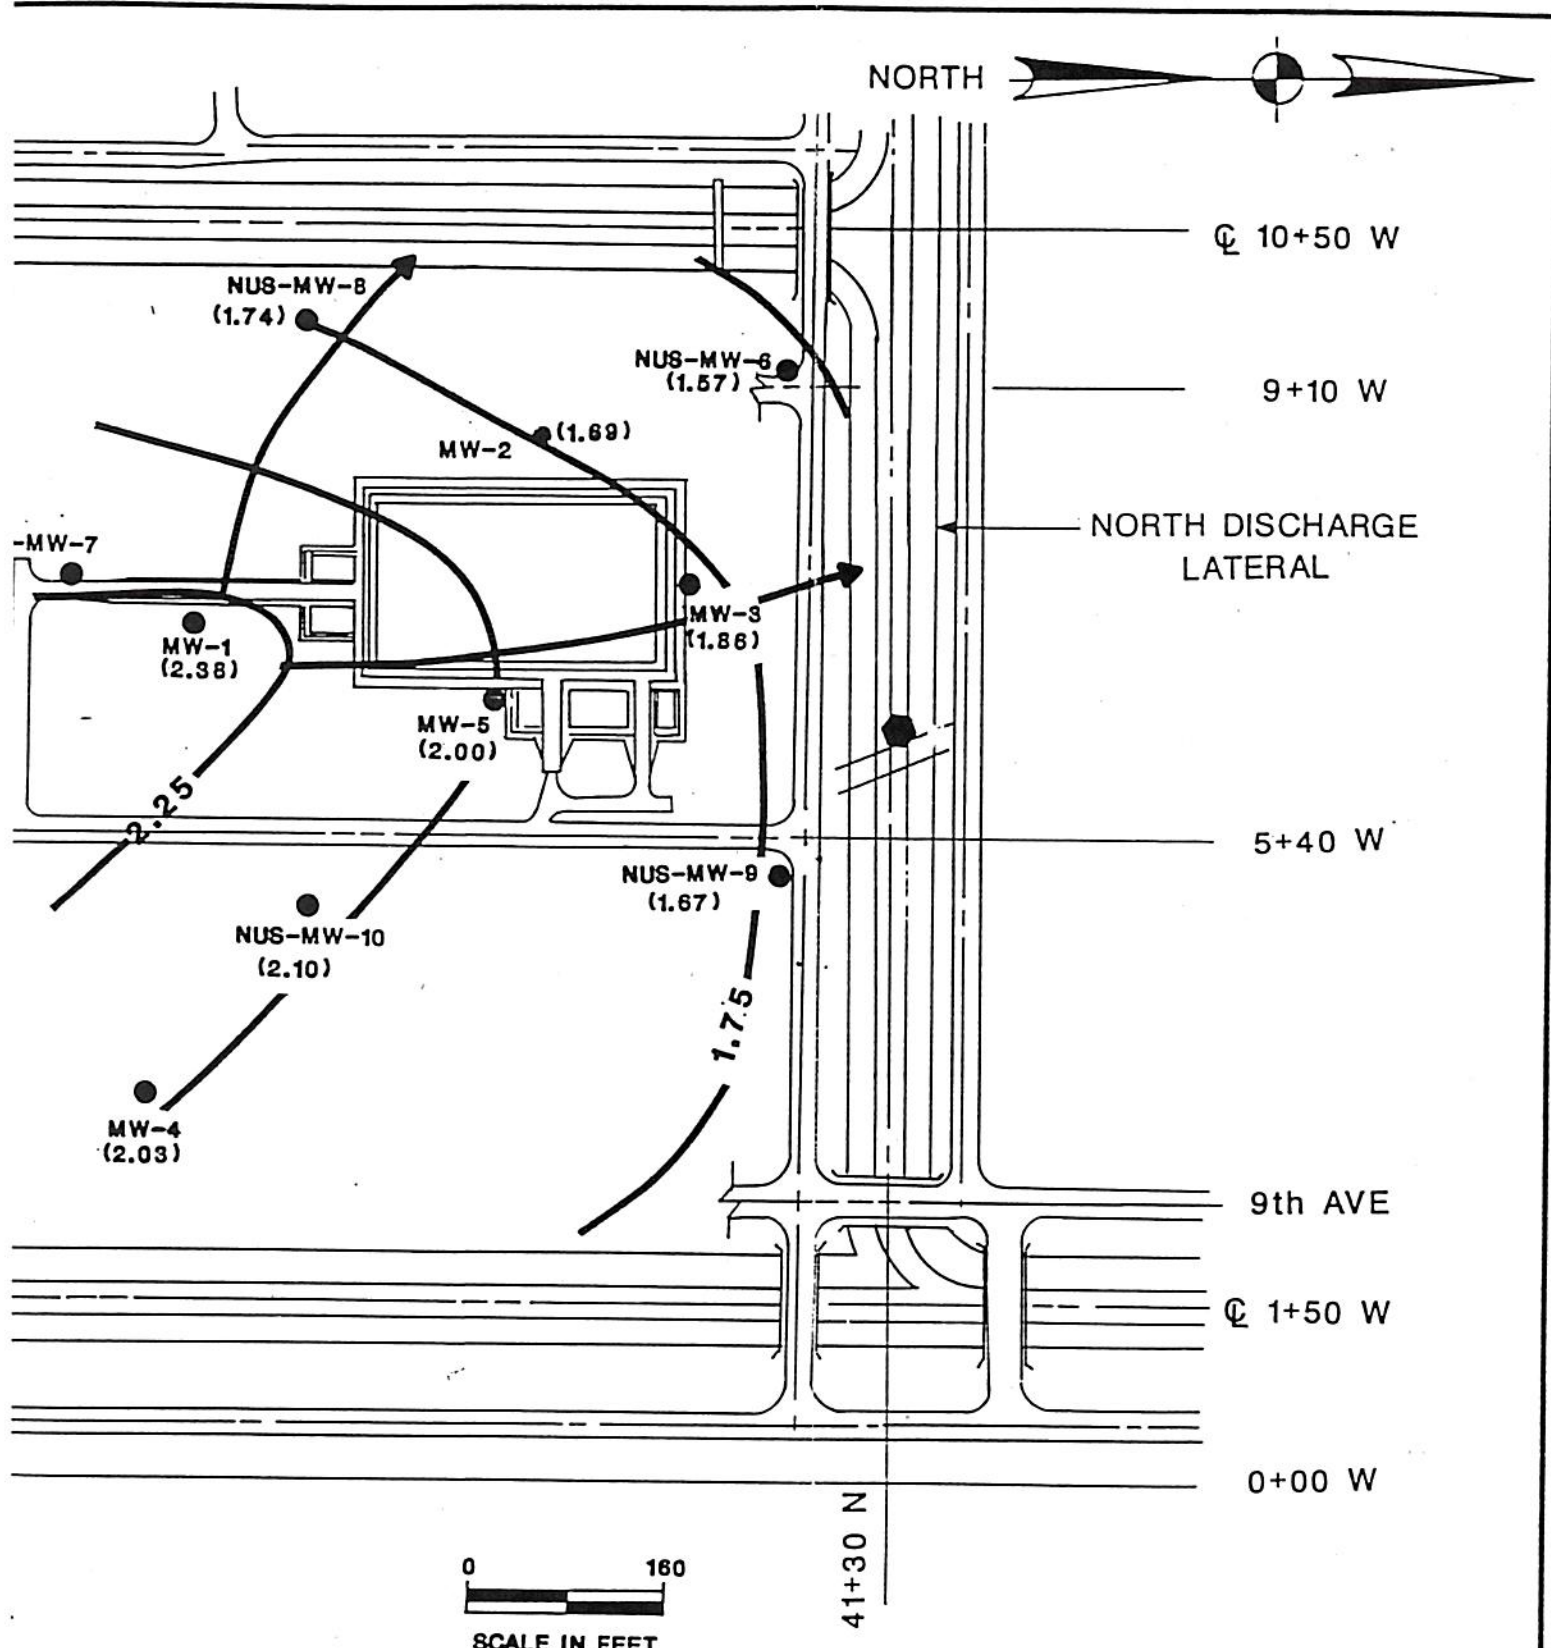 NORTH
℄ 10+50 W
NUS-MW-8
(1.74)
NUS-MW-6
(1.57)
9+10 W
(1.69)
MW-2
NORTH DISCHARGE
LATERAL
-MW-7
MW-3
(1.86)
MW-1
(2.38)
MW-5
(2.00)
2.25
5+40 W
NUS-MW-9
(1.67)
NUS-MW-10
(2.10)
1.75
MW-4
(2.03)
9th AVE
℄ 1+50 W
0+00 W
41+30 N
0 160
SCALE IN FEET